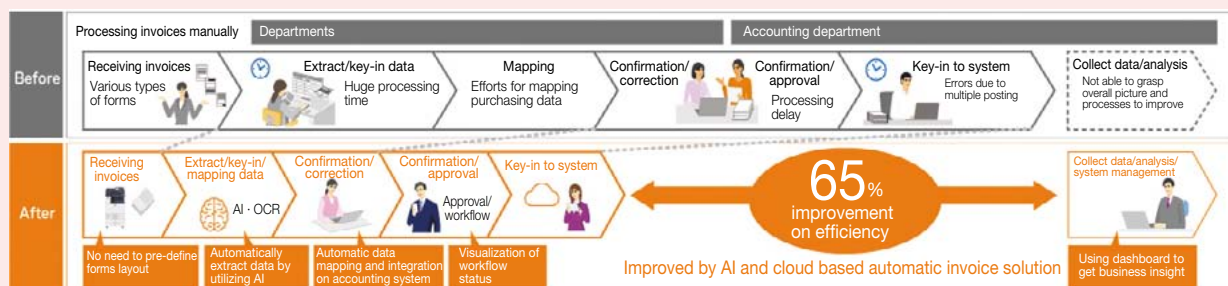 Before
Processing invoices manually
Departments
Accounting department
Receiving invoices
Various types
of forms
Extract/key-in data
Huge processing
time
Mapping
Efforts for mapping
purchasing data
Confirmation/
correction
Confirmation/
approval
Processing
delay
Key-in to system
Errors due to
multiple posting
Collect data/analysis
Not able to grasp
overall picture and
processes to improve
After
Receiving
invoices
Extract/key-in/
mapping data
AI · OCR
Confirmation/
correction
Confirmation/
approval
Approval/
workflow
Key-in to system
65%
improvement
on efficiency
Collect data/analysis/
system management
No need to pre-define
forms layout
Automatically
extract data by
utilizing AI
Automatic data
mapping and integration
on accounting system
Visualization of
workflow
status
Improved by AI and cloud based automatic invoice solution
Using dashboard to
get business insight